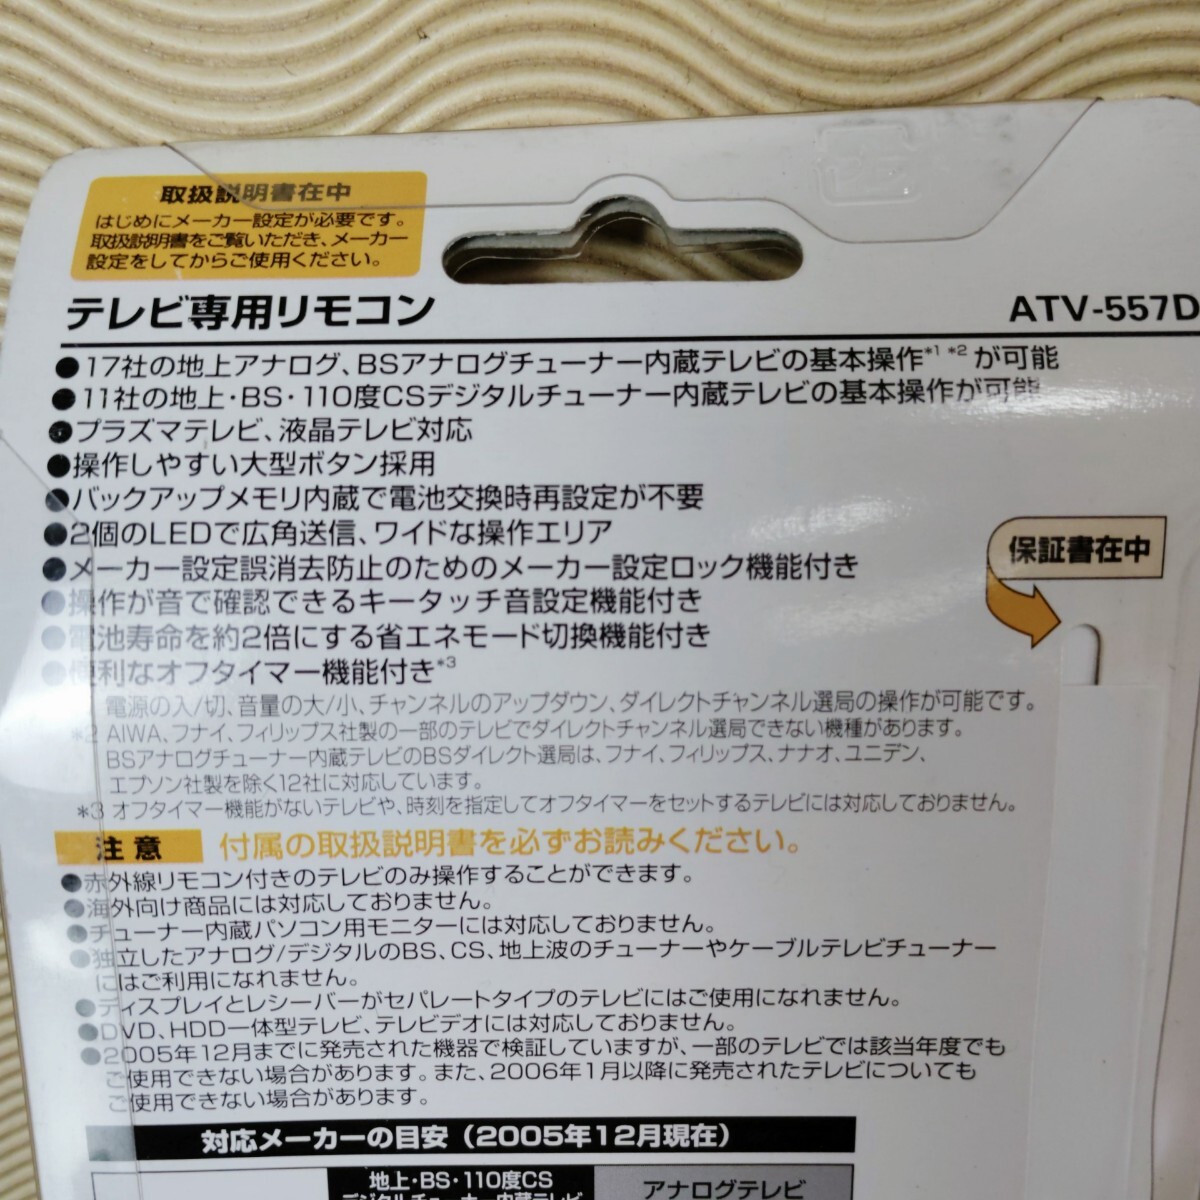 取扱説明書在中
はじめにメーカー設定が必要です。
取扱説明書をご覧いただき、メーカー
設定をしてからご使用ください。
テレビ専用リモコン
ATV-557D
●17社の地上アナログ、BSアナログチューナー内蔵テレビの基本操作*1 *2が可能
●11社の地上・BS・110度CSデジタルチューナー内蔵テレビの基本操作が可能
●プラズマテレビ、液晶テレビ対応
●操作しやすい大型ボタン採用
●バックアップメモリ内蔵で電池交換時再設定が不要
●2個のLEDで広角送信、ワイドな操作エリア
●メーカー設定誤消去防止のためのメーカー設定ロック機能付き
●操作が音で確認できるキータッチ音設定機能付き
●電池寿命を約2倍にする省エネモード切換機能付き
●便利なオフタイマー機能付き*3
電源の入/切、音量の大/小、チャンネルのアップダウン、ダイレクトチャンネル選局の操作が可能です。
*2 AIWA、フナイ、フィリップス社製の一部のテレビでダイレクトチャンネル選局できない機種があります。
BSアナログチューナー内蔵テレビのBSダイレクト選局は、フナイ、フィリップス、ナナオ、ユニデン、
エプソン社製を除く12社に対応しています。
*3 オフタイマー機能がないテレビや、時刻を指定してオフタイマーをセットするテレビには対応しておりません。
保証書在中
注意 付属の取扱説明書を必ずお読みください。
●赤外線リモコン付きのテレビのみ操作することができます。
●海外向け商品には対応しておりません。
●チューナー内蔵パソコン用モニターには対応しておりません。
●独立したアナログ/デジタルのBS、CS、地上波のチューナーやケーブルテレビチューナー
にはご利用になれません。
●ディスプレイとレシーバーがセパレートタイプのテレビにはご使用になれません。
●DVD、HDD一体型テレビ、テレビデオには対応しておりません。
●2005年12月までに発売された機器で検証していますが、一部のテレビでは該当年度でも
ご使用できない場合があります。また、2006年1月以降に発売されたテレビについても
ご使用できない場合があります。
対応メーカーの目安(2005年12月現在)
地上・BS・110度CS
デジタルチューナー内蔵テレビ
アナログテレビ